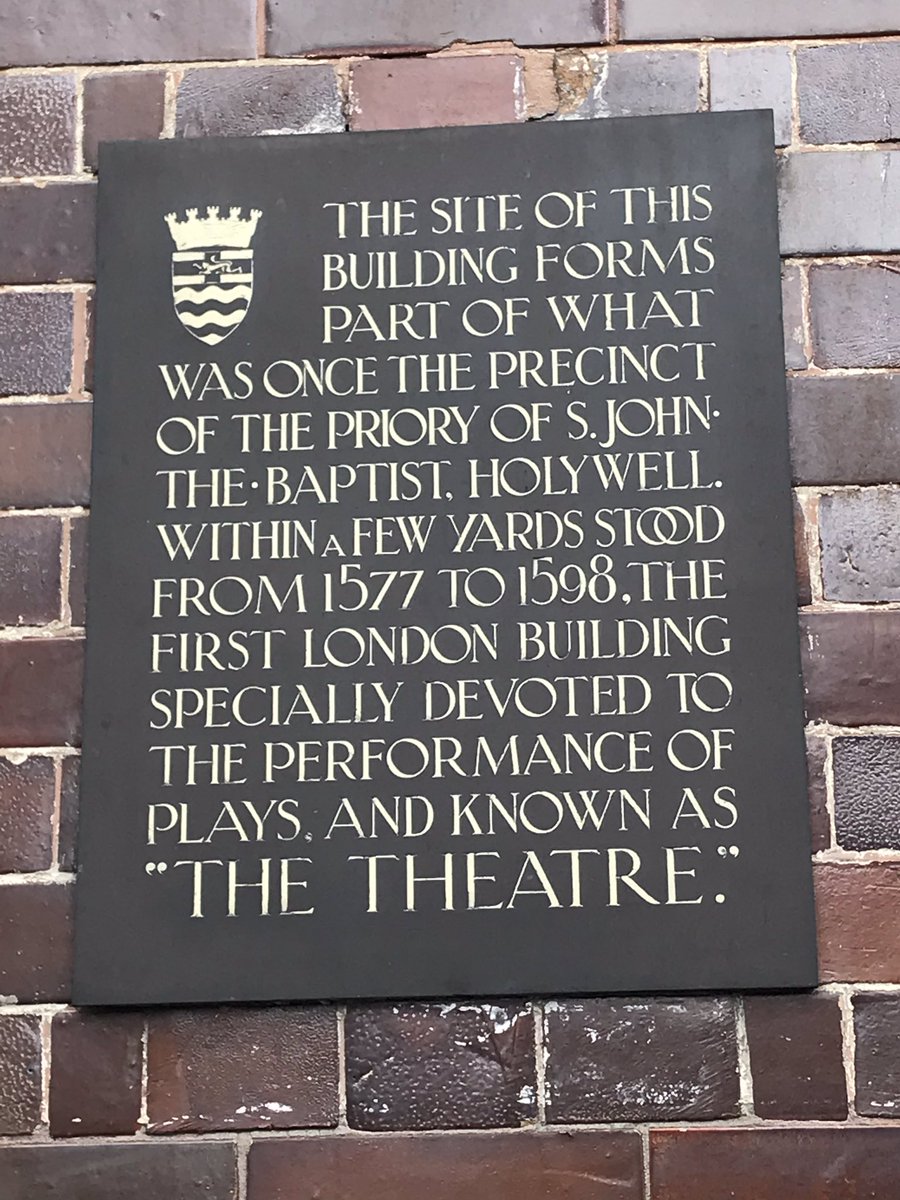 THE SITE OF THIS
BUILDING FORMS
PART OF WHAT
WAS ONCE THE PRECINCT
OF THE PRIORY OF S. JOHN·
THE·BAPTIST, HOLYWELL.
WITHIN A FEW YARDS STOOD
FROM 1577 TO 1598, THE
FIRST LONDON BUILDING
SPECIALLY DEVOTED TO
THE PERFORMANCE OF
PLAYS, AND KNOWN AS
"THE THEATRE."